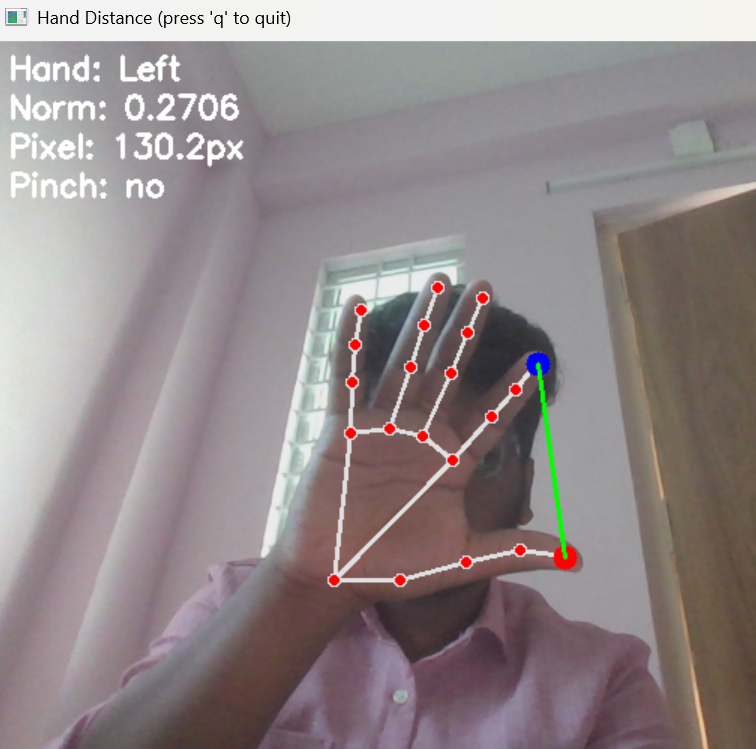 Hand Distance (press 'q' to quit)
Hand: Left
Norm: 0.2706
Pixel: 130.2px
Pinch: no